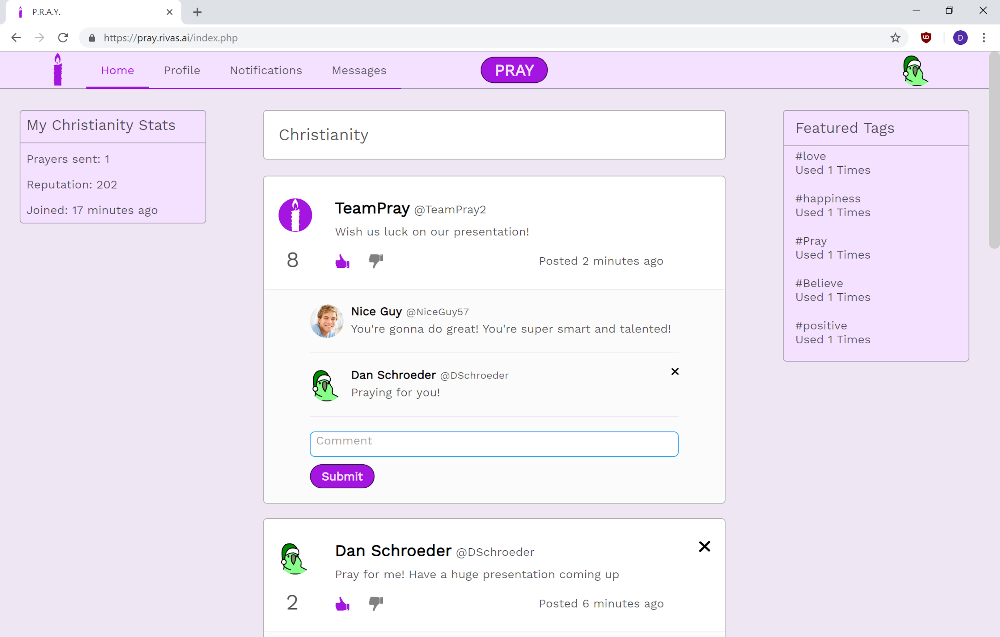 P.R.A.Y.
https://pray.rivas.ai/index.php
D
Home Profile Notifications Messages PRAY
My Christianity Stats
Prayers sent: 1
Reputation: 202
Joined: 17 minutes ago
Christianity
TeamPray @TeamPray2
Wish us luck on our presentation!
8
Posted 2 minutes ago
Nice Guy @NiceGuy57
You're gonna do great! You're super smart and talented!
Dan Schroeder @DSchroeder
Praying for you!
Comment
Submit
Dan Schroeder @DSchroeder
Pray for me! Have a huge presentation coming up
2
Posted 6 minutes ago
Featured Tags
#love
Used 1 Times
#happiness
Used 1 Times
#Pray
Used 1 Times
#Believe
Used 1 Times
#positive
Used 1 Times